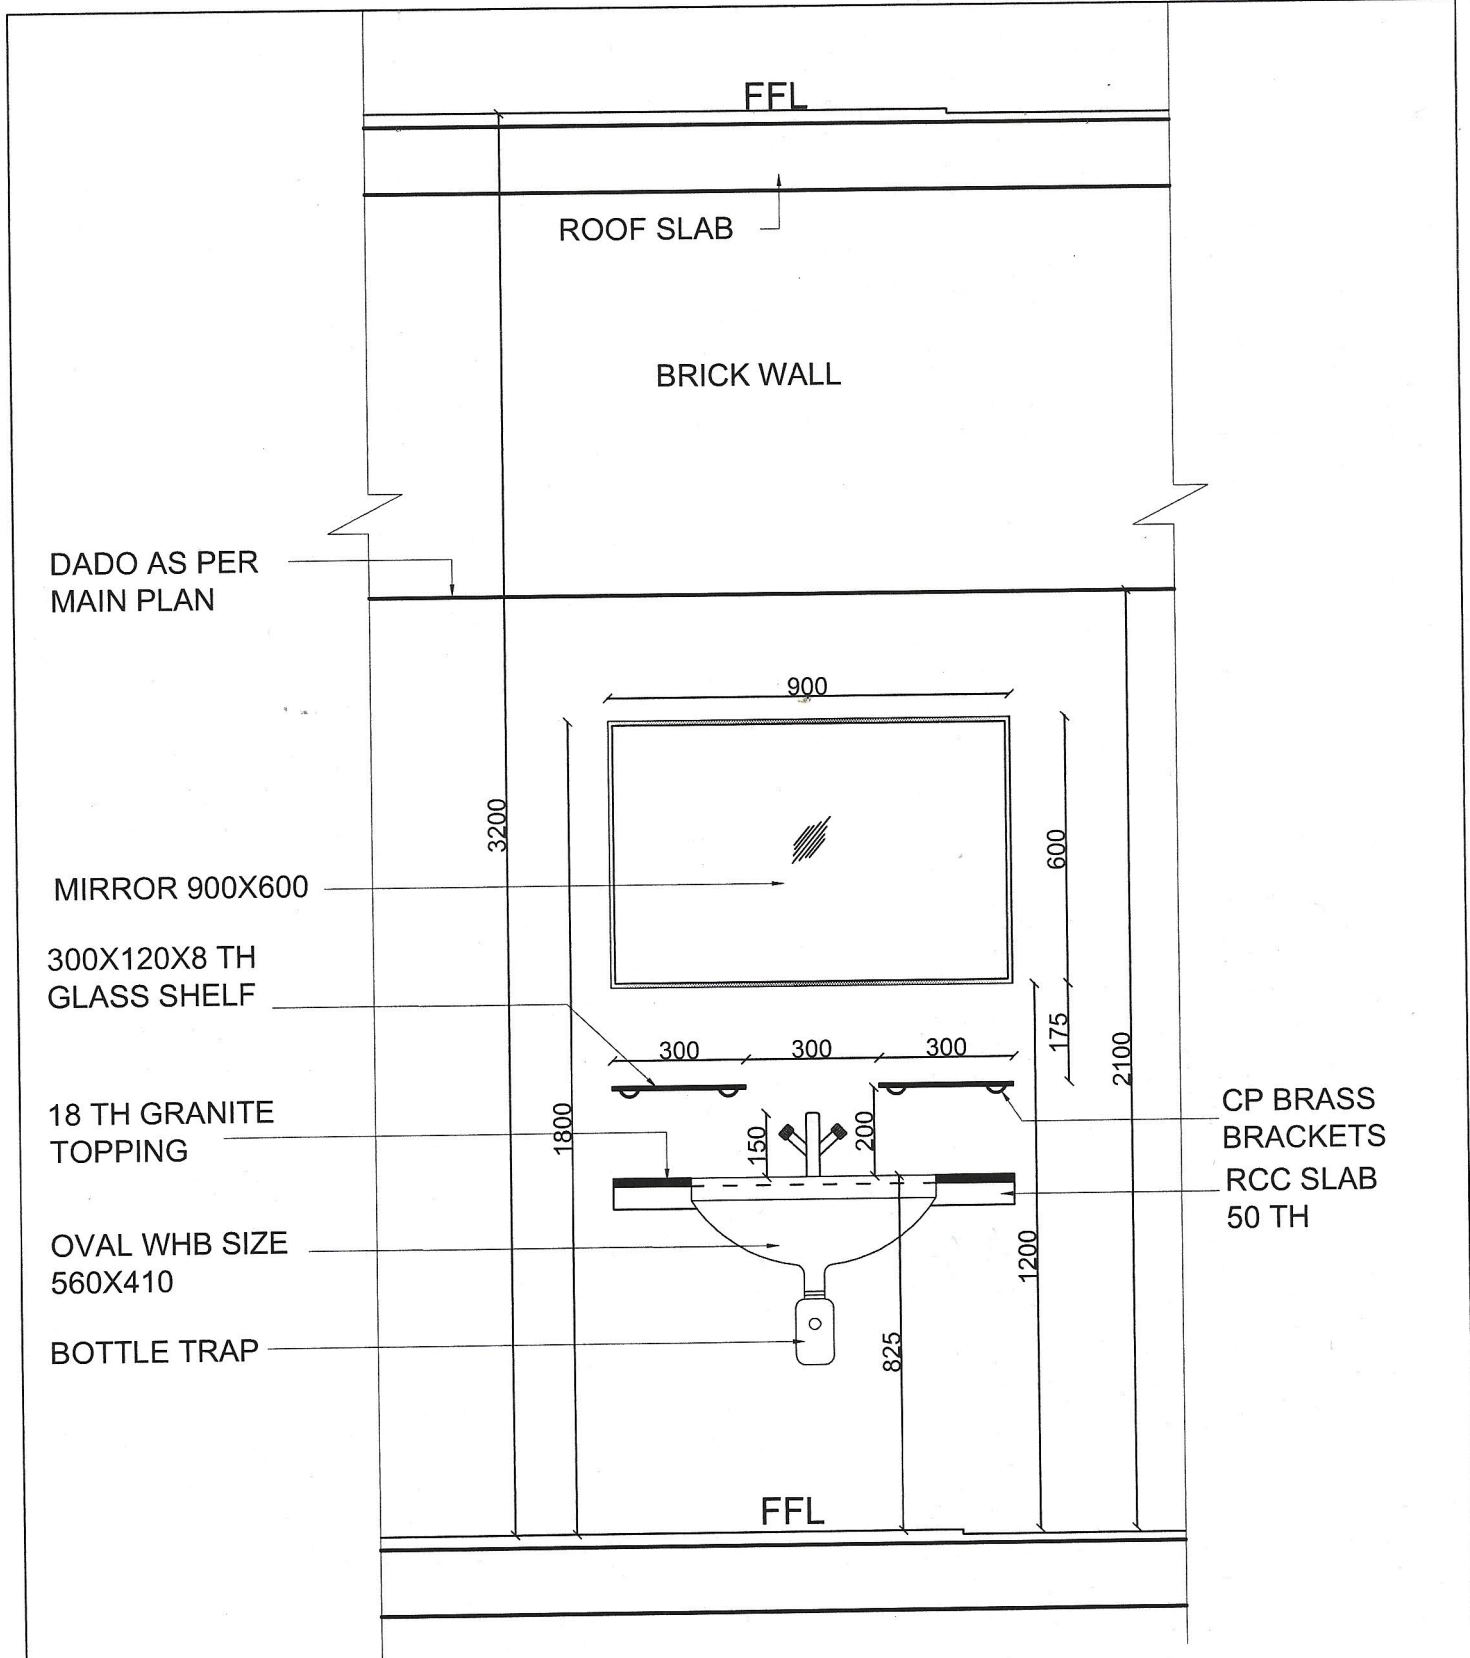 FFL
ROOF SLAB
BRICK WALL
DADO AS PER
MAIN PLAN
900
3200
600
MIRROR 900X600
300X120X8 TH
GLASS SHELF
175
300
300
300
2100
18 TH GRANITE
TOPPING
1800
150
200
CP BRASS
BRACKETS
RCC SLAB
50 TH
OVAL WHB SIZE
560X410
1200
BOTTLE TRAP
825
FFL